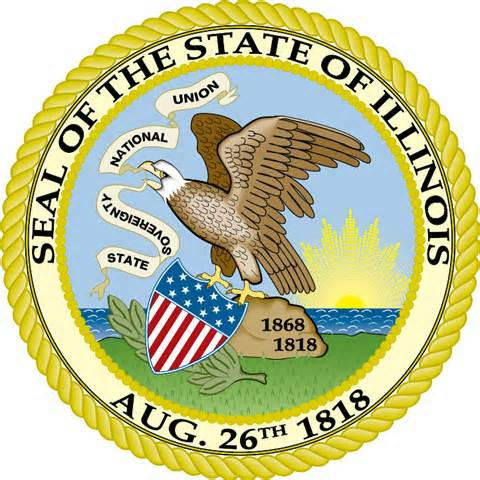 SEAL OF THE STATE OF ILLINOIS
STATE
SOVEREIGNTY
NATIONAL
UNION
1868
1818
AUG. 26TH 1818